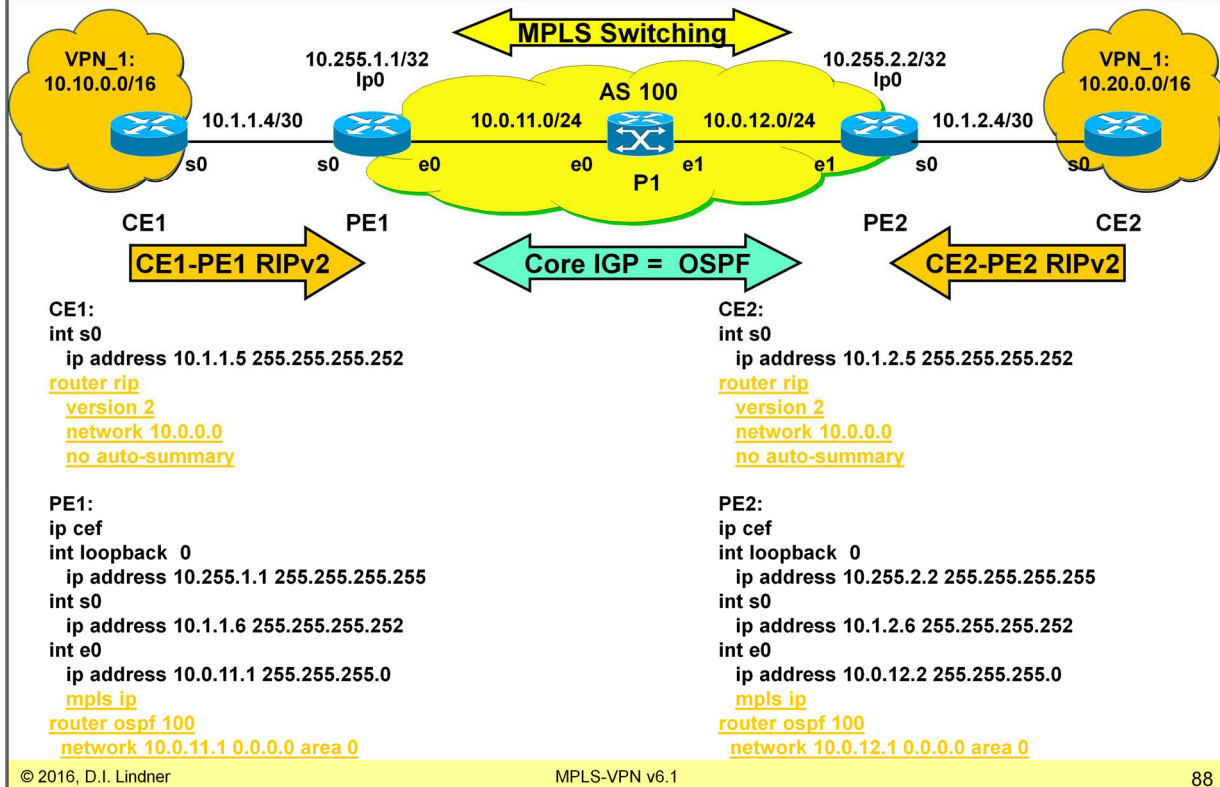 MPLS Switching
VPN_1:
10.10.0.0/16
10.255.1.1/32
lp0
10.255.2.2/32
lp0
VPN_1:
10.20.0.0/16
AS 100
10.1.1.4/30
10.0.11.0/24
10.0.12.0/24
10.1.2.4/30
s0
s0
e0
e0
e1
e1
s0
s0
P1
CE1
PE1
PE2
CE2
CE1-PE1 RIPv2
Core IGP = OSPF
CE2-PE2 RIPv2
CE1:
int s0
ip address 10.1.1.5 255.255.255.252
router rip
version 2
network 10.0.0.0
no auto-summary
PE1:
ip cef
int loopback 0
ip address 10.255.1.1 255.255.255.255
int s0
ip address 10.1.1.6 255.255.255.252
int e0
ip address 10.0.11.1 255.255.255.0
mpls ip
router ospf 100
network 10.0.11.1 0.0.0.0 area 0
CE2:
int s0
ip address 10.1.2.5 255.255.255.252
router rip
version 2
network 10.0.0.0
no auto-summary
PE2:
ip cef
int loopback 0
ip address 10.255.2.2 255.255.255.255
int s0
ip address 10.1.2.6 255.255.255.252
int e0
ip address 10.0.12.2 255.255.255.0
mpls ip
router ospf 100
network 10.0.12.1 0.0.0.0 area 0
© 2016, D.I. Lindner
MPLS-VPN v6.1
88